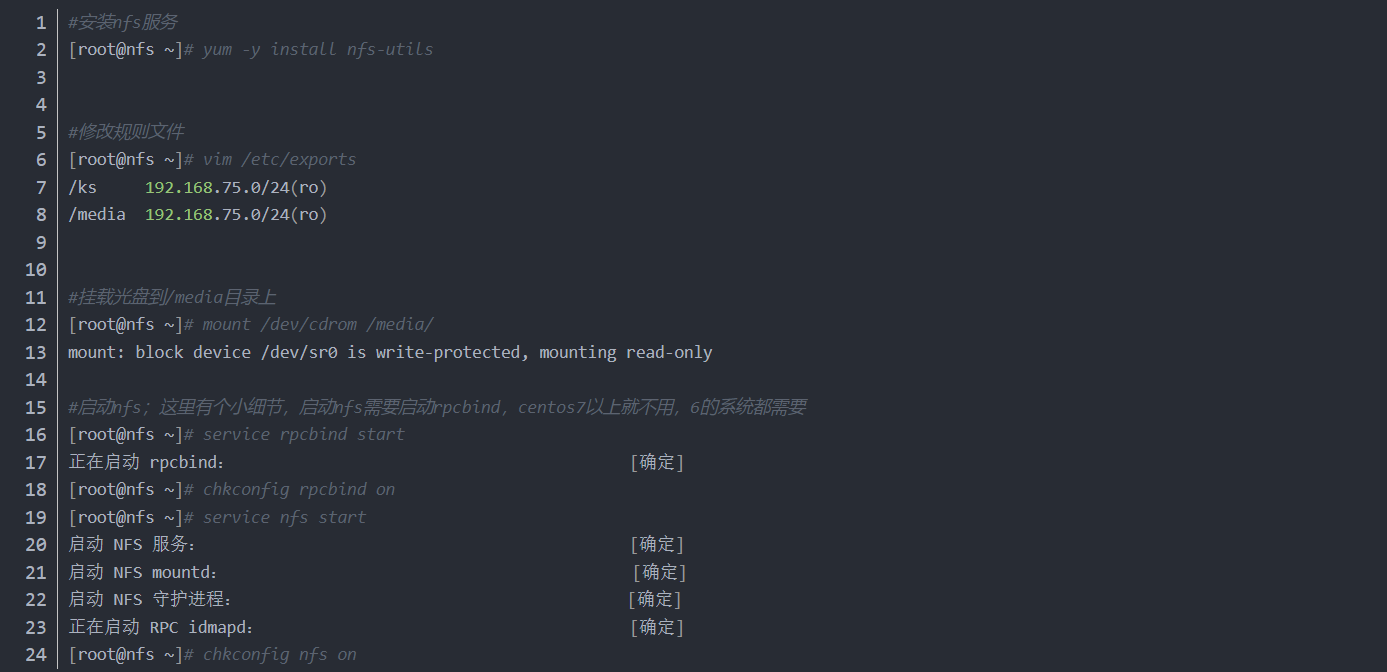 1 #安装nfs服务
2 [root@nfs ~]# yum -y install nfs-utils
3
4
5 #修改规则文件
6 [root@nfs ~]# vim /etc/exports
7 /ks     192.168.75.0/24(ro)
8 /media  192.168.75.0/24(ro)
9
10
11 #挂载光盘到/media目录上
12 [root@nfs ~]# mount /dev/cdrom /media/
13 mount: block device /dev/sr0 is write-protected, mounting read-only
14
15 #启动nfs；这里有个小细节，启动nfs需要启动rpcbind，centos7以上就不用，6的系统都需要
16 [root@nfs ~]# service rpcbind start
17 正在启动 rpcbind：                                          [确定]
18 [root@nfs ~]# chkconfig rpcbind on
19 [root@nfs ~]# service nfs start
20 启动 NFS 服务：                                            [确定]
21 启动 NFS mountd：                                          [确定]
22 启动 NFS 守护进程：                                         [确定]
23 正在启动 RPC idmapd：                                       [确定]
24 [root@nfs ~]# chkconfig nfs on